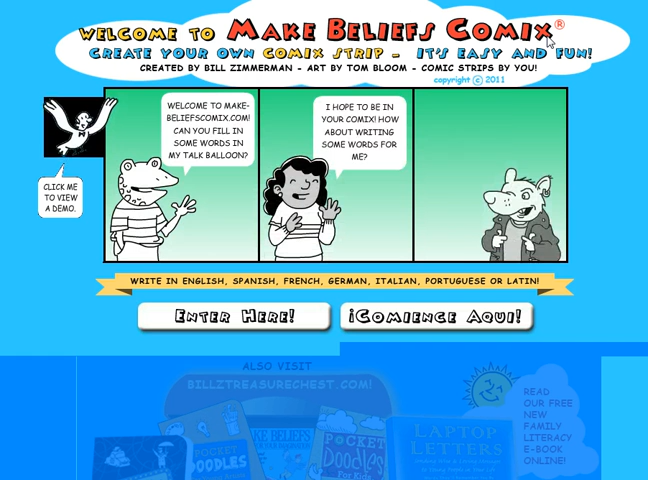 WELCOME TO MAKE BELIEFS COMIX®
CREATE YOUR OWN COMIX STRIP - IT'S EASY AND FUN!
CREATED BY BILL ZIMMERMAN - ART BY TOM BLOOM - COMIC STRIPS BY YOU!
copyright © 2011
CLICK ME
TO VIEW
A DEMO.
WELCOME TO MAKE-
BELIEFSCOMIX.COM!
CAN YOU FILL IN
SOME WORDS IN
MY TALK BALLOON?
I HOPE TO BE IN
YOUR COMIX! HOW
ABOUT WRITING
SOME WORDS FOR
ME?
WRITE IN ENGLISH, SPANISH, FRENCH, GERMAN, ITALIAN, PORTUGUESE OR LATIN!
ENTER HERE!
¡COMIENCE AQUI!
ALSO VISIT
BILLZTREASURECHEST.COM!
POCKET
DOODLES
MAKE BELIEFS
POCKET
DOODLES
For Kids
LAPTOP
LETTERS
READ
OUR FREE
NEW
FAMILY
LITERACY
E-BOOK
ONLINE!